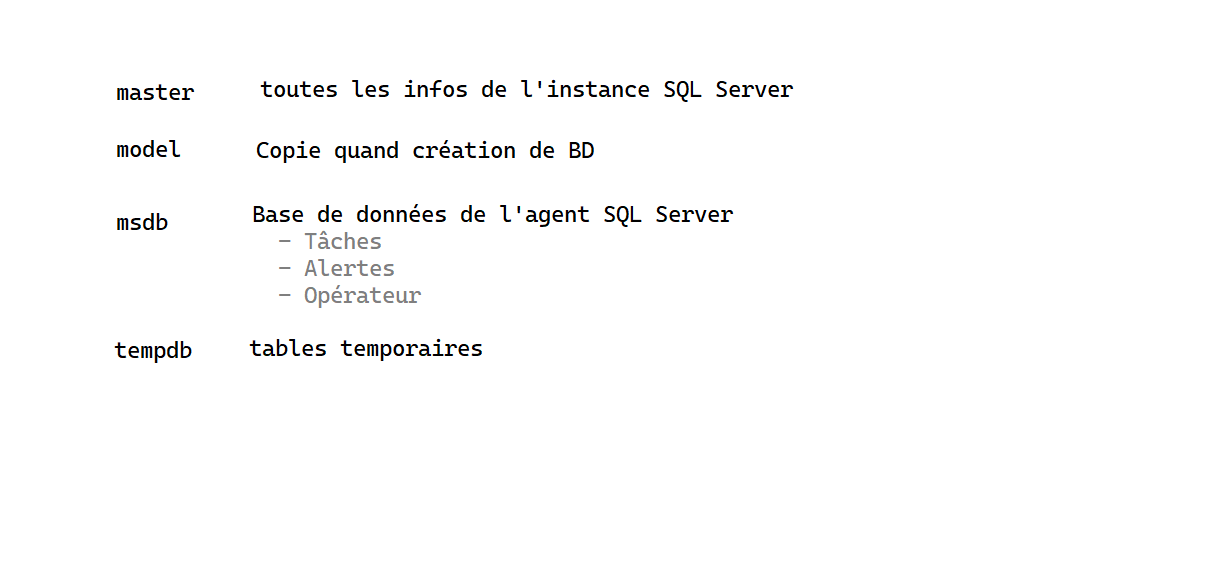 master toutes les infos de l'instance SQL Server
model Copie quand création de BD
msdb Base de données de l'agent SQL Server
- Tâches
- Alertes
- Opérateur
tempdb tables temporaires